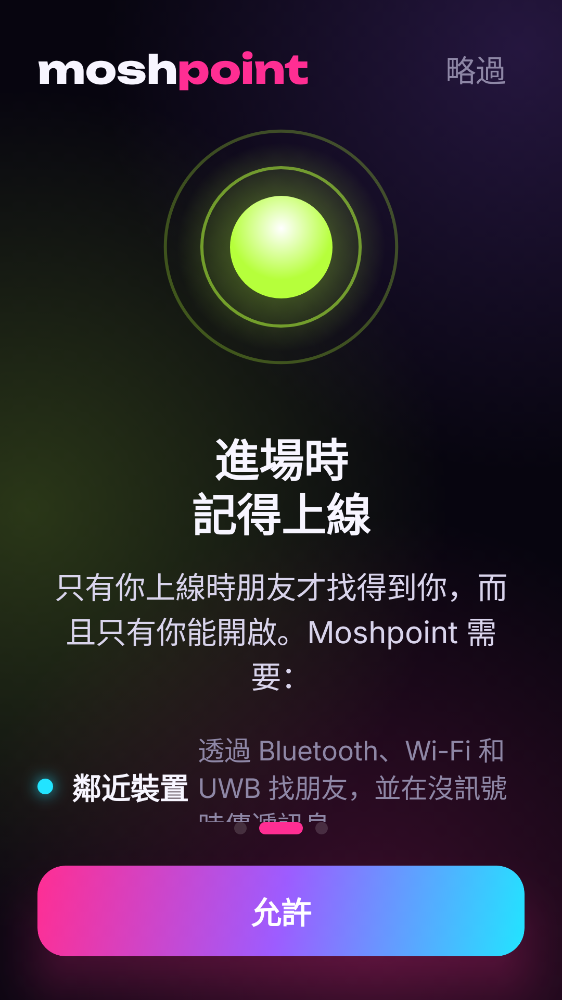 moshpoint
略過
進場時
記得上線
只有你上線時朋友才找得到你，而
且只有你能開啟。Moshpoint 需
要：
鄰近裝置
透過 Bluetooth、Wi-Fi 和
UWB 找朋友，並在沒訊號
允許